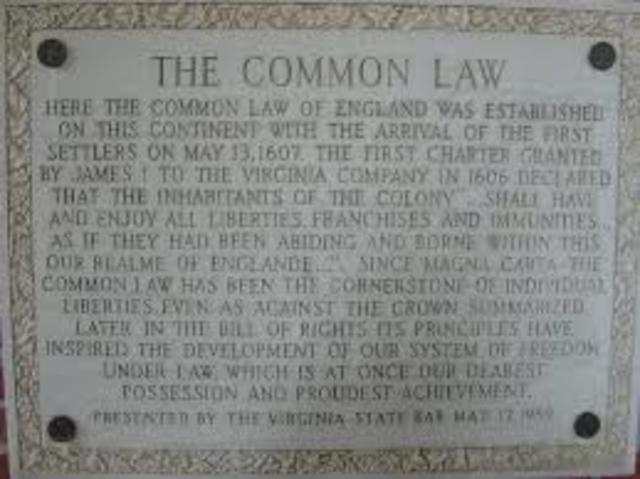 THE COMMON LAW
HERE THE COMMON LAW OF ENGLAND WAS ESTABLISHED
ON THIS CONTINENT WITH THE ARRIVAL OF THE FIRST
SETTLERS ON MAY 13, 1607. THE FIRST CHARTER GRANTED
BY JAMES I TO THE VIRGINIA COMPANY IN 1606 DECLARED
THAT THE INHABITANTS OF THE COLONY "...SHALL HAVE
AND ENJOY ALL LIBERTIES, FRANCHISES AND IMMUNITIES...
AS IF THEY HAD BEEN ABIDING AND BORNE WITHIN THIS
OUR REALME OF ENGLANDE...." SINCE MAGNA CARTA THE
COMMON LAW HAS BEEN THE CORNERSTONE OF INDIVIDUAL
LIBERTIES, EVEN AS AGAINST THE CROWN. SUMMARIZED
LATER IN THE BILL OF RIGHTS ITS PRINCIPLES HAVE
INSPIRED THE DEVELOPMENT OF OUR SYSTEM OF FREEDOM
UNDER LAW, WHICH IS AT ONCE OUR DEAREST
POSSESSION AND PROUDEST ACHIEVEMENT.
PRESENTED BY THE VIRGINIA STATE BAR MAY 17, 1959